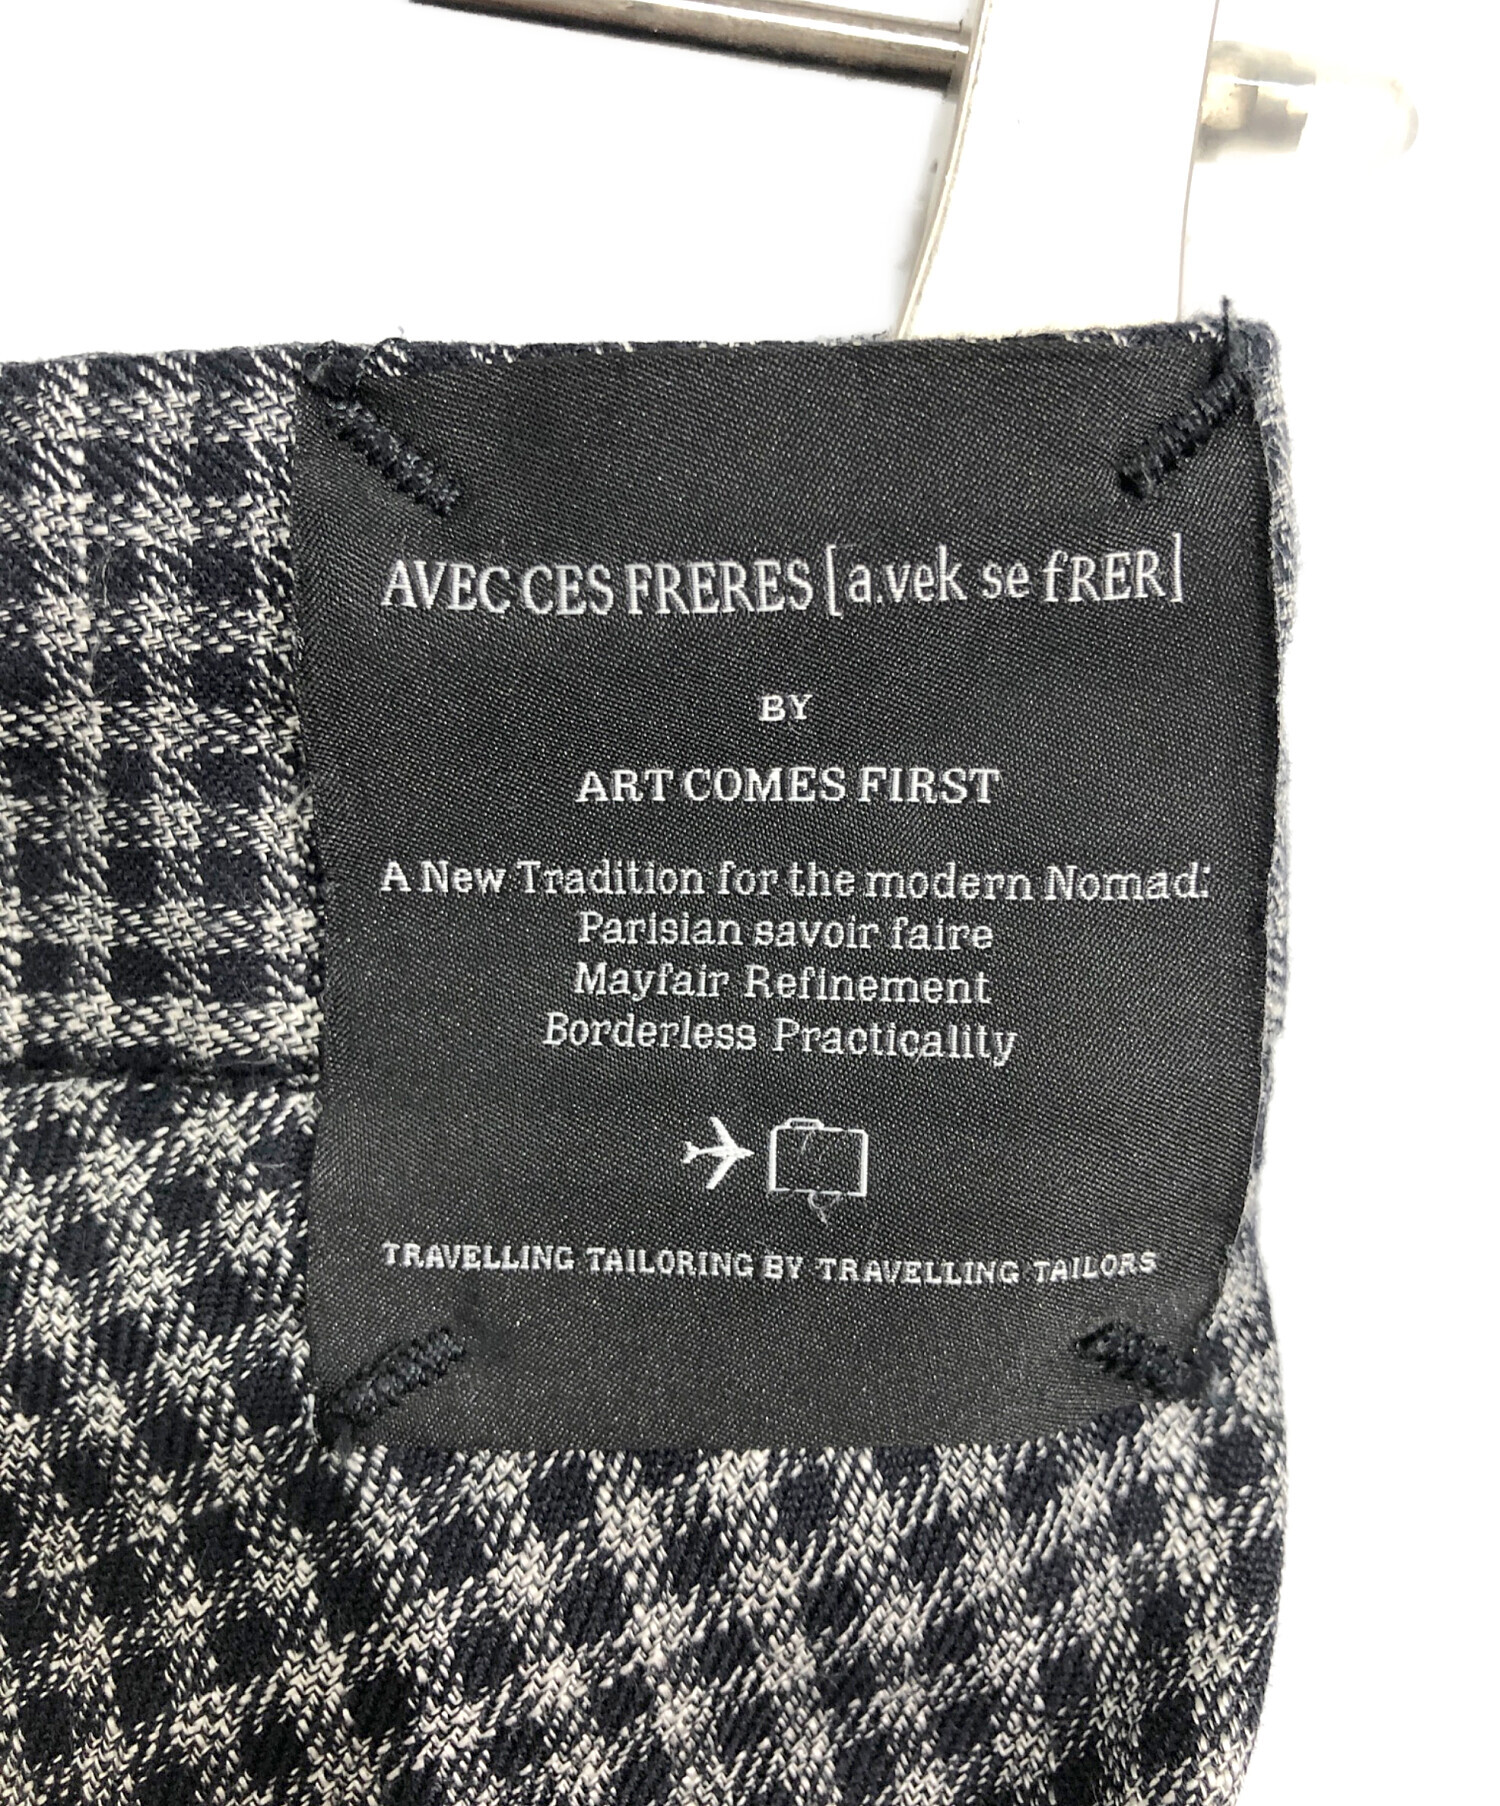 AVEC CES FRERES [a.vek se fRER]
BY
ART COMES FIRST
A New Tradition for the modern Nomad:
Parisian savoir faire
Mayfair Refinement
Borderless Practicality
TRAVELLING TAILORING BY TRAVELLING TAILORS